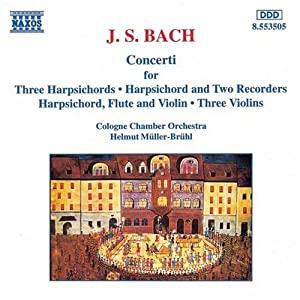 DDD
NAXOS
8.553505
J. S. BACH
Concerti
for
Three Harpsichords • Harpsichord and Two Recorders
Harpsichord, Flute and Violin • Three Violins
Cologne Chamber Orchestra
Helmut Müller-Brühl